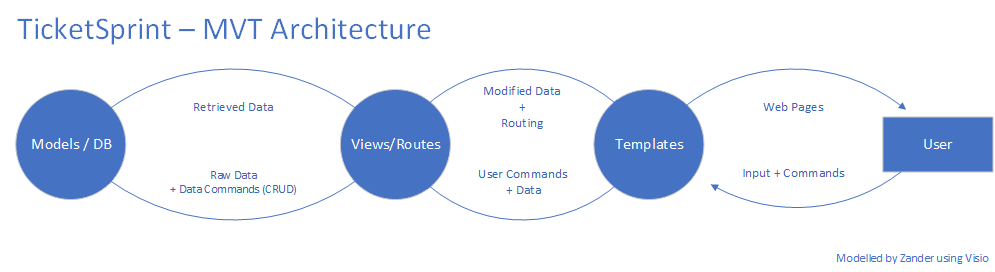 TicketSprint – MVT Architecture
Retrieved Data
Modified Data
+
Routing
Web Pages
Models / DB
Views/Routes
Templates
User
Raw Data
+ Data Commands (CRUD)
User Commands
+ Data
Input + Commands
Modelled by Zander using Visio